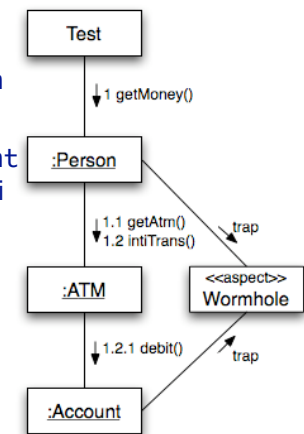 Test
n
1 getMoney()
nt
:Person
i
1.1 getAtm()
1.2 intiTrans()
trap
<<aspect>>
:ATM
Wormhole
1.2.1 debit()
trap
:Account